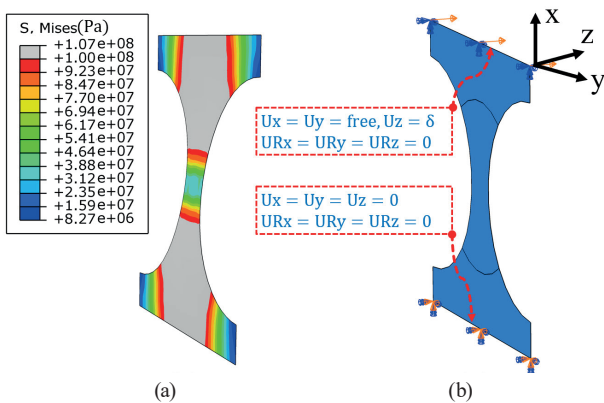 S, Mises(Pa)
+1.07e+08
+1.00e+08
+9.23e+07
+8.47e+07
+7.70e+07
+6.94e+07
+6.17e+07
+5.41e+07
+4.64e+07
+3.88e+07
+3.12e+07
+2.35e+07
+1.59e+07
+8.27e+06
x
z
y
Ux = Uy = free, Uz = δ
URx = URy = URz = 0
Ux = Uy = Uz = 0
URx = URy = URz = 0
(a)
(b)